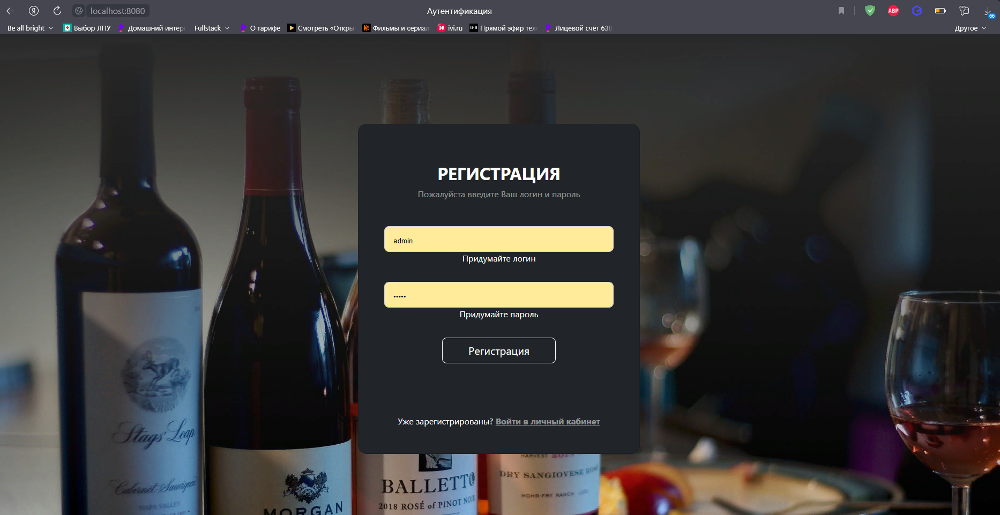 localhost:8080
Аутентификация
ABP
66
Be all bright
Выбор ЛПУ
Домашний интер
Fullstack
О тарифе
Смотреть «Откры
Фильмы и сериал
ivi.ru
Прямой эфир тел
Лицевой счёт 638
Другое
РЕГИСТРАЦИЯ
Пожалуйста введите Ваш логин и пароль
admin
Придумайте логин
•••••
Придумайте пароль
Регистрация
Уже зарегистрированы? Войти в личный кабинет
Stags' Leap
Cabernet Sauvignon
NAPA VALLEY
MORGAN
BALLETTO
2018 ROSÉ of PINOT NOIR
HARVEST
DRY SANGIOVESE ROSÉ
MOHR-FRY RANCH LODI